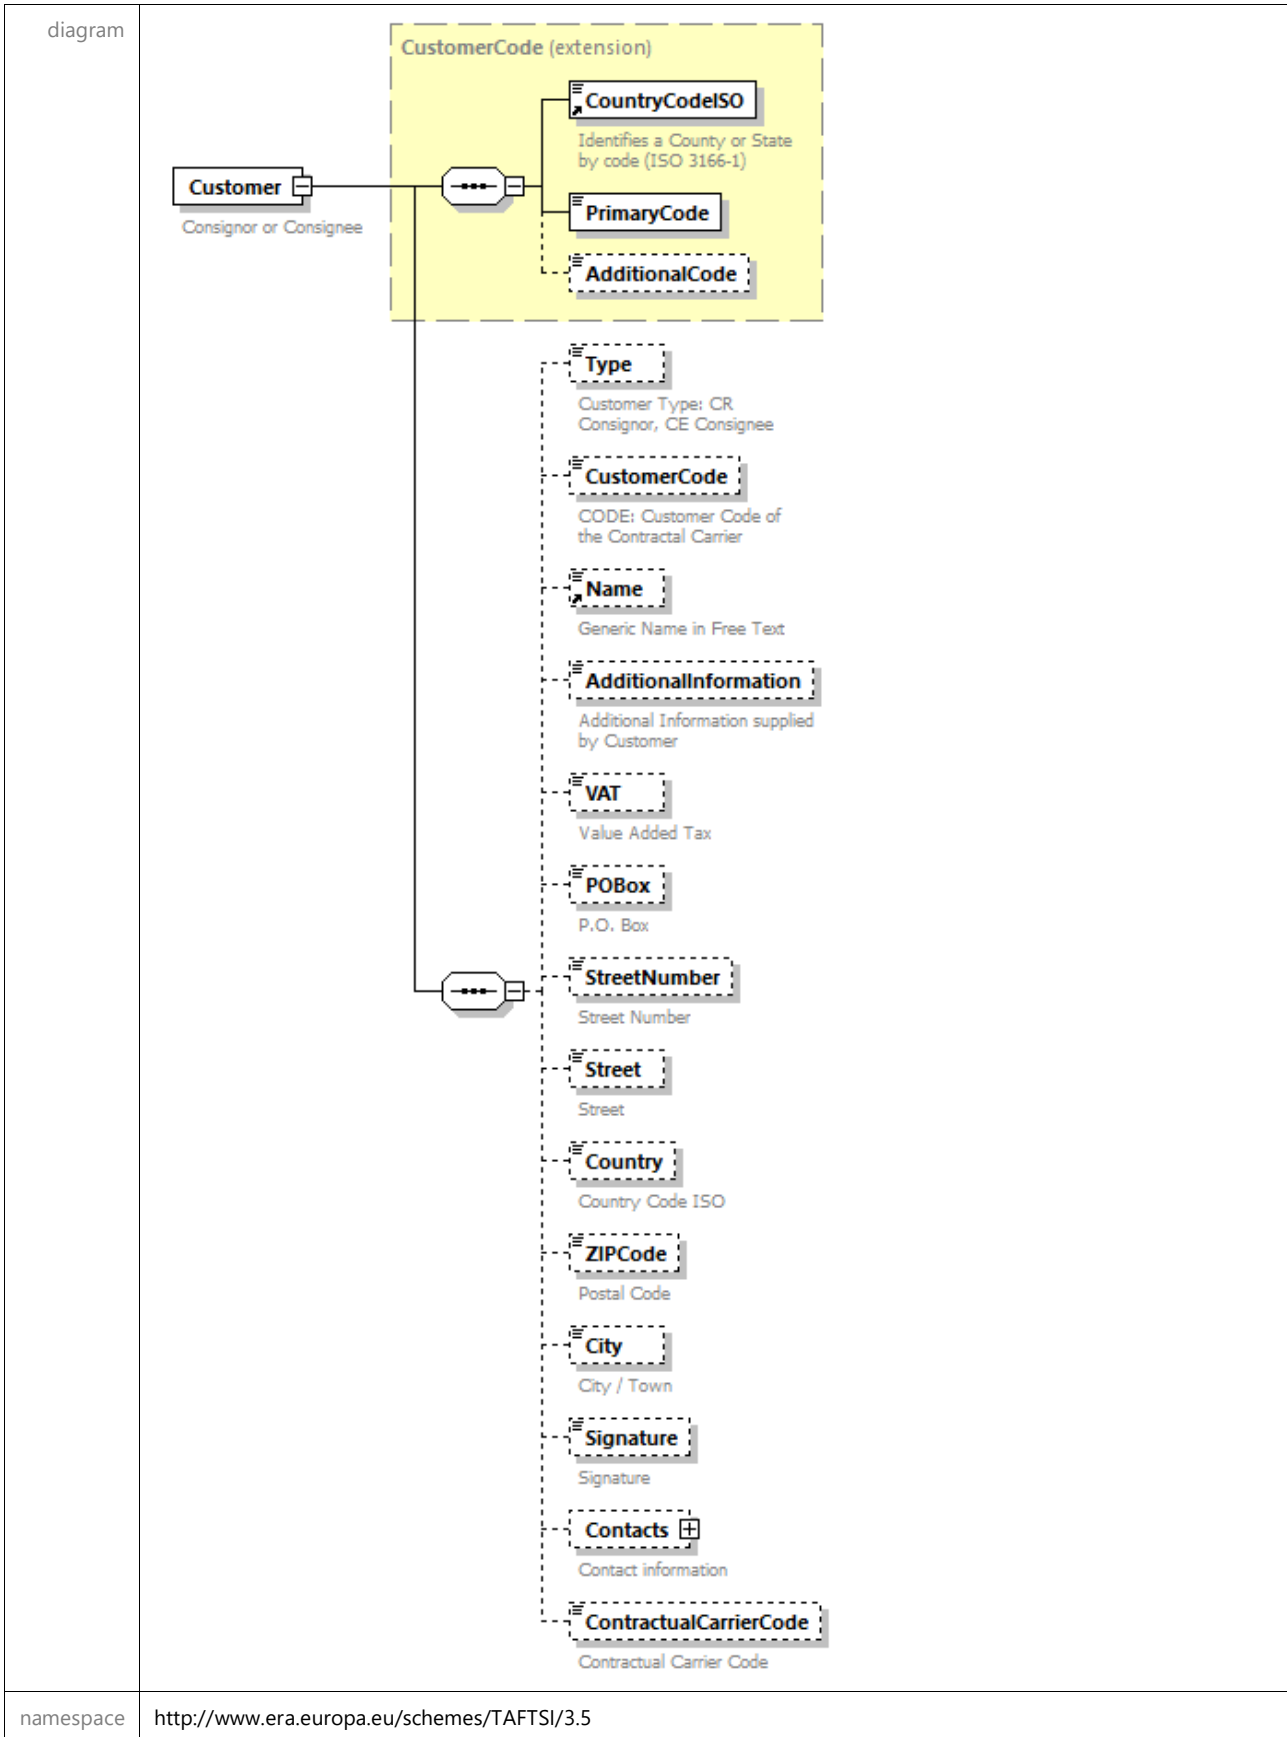 diagram
CustomerCode (extension)
CountryCodeISO
Identifies a County or State
by code (ISO 3166-1)
Customer
Consignor or Consignee
PrimaryCode
AdditionalCode
Type
Customer Type: CR
Consignor, CE Consignee
CustomerCode
CODE: Customer Code of
the Contractal Carrier
Name
Generic Name in Free Text
AdditionalInformation
Additional Information supplied
by Customer
VAT
Value Added Tax
POBox
P.O. Box
StreetNumber
Street Number
Street
Street
Country
Country Code ISO
ZIPCode
Postal Code
City
City / Town
Signature
Signature
Contacts
Contact information
ContractualCarrierCode
Contractual Carrier Code
namespace http://www.era.europa.eu/schemes/TAFTSI/3.5